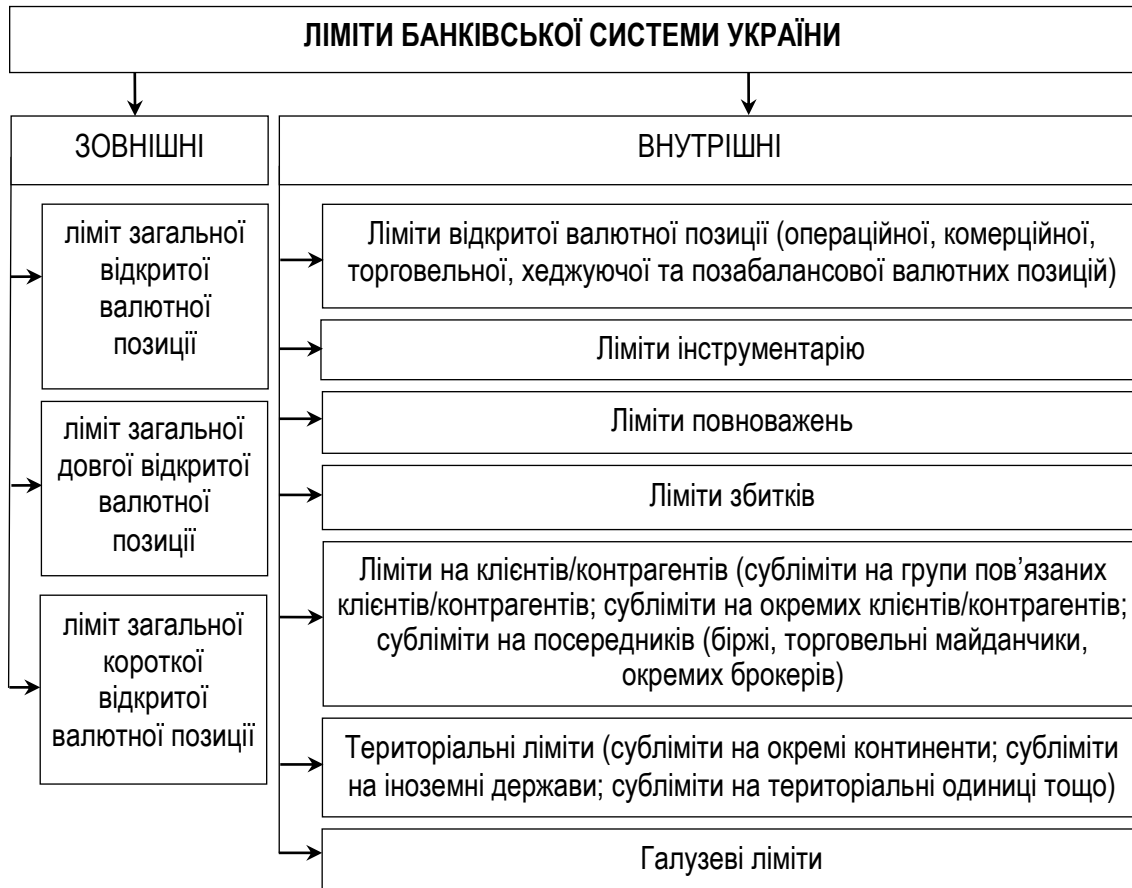 ЛІМІТИ БАНКІВСЬКОЇ СИСТЕМИ УКРАЇНИ
ЗОВНІШНІ
ліміт загальної
відкритої
валютної
позиції
ліміт загальної
довгої відкритої
валютної
позиції
ліміт загальної
короткої
відкритої
валютної позиції
ВНУТРІШНІ
Ліміти відкритої валютної позиції (операційної, комерційної,
торговельної, хеджуючої та позабалансової валютних позицій)
Ліміти інструментарію
Ліміти повноважень
Ліміти збитків
Ліміти на клієнтів/контрагентів (субліміти на групи пов’язаних
клієнтів/контрагентів; субліміти на окремих клієнтів/контрагентів;
субліміти на посередників (біржі, торговельні майданчики,
окремих брокерів)
Територіальні ліміти (субліміти на окремі континенти; субліміти
на іноземні держави; субліміти на територіальні одиниці тощо)
Галузеві ліміти